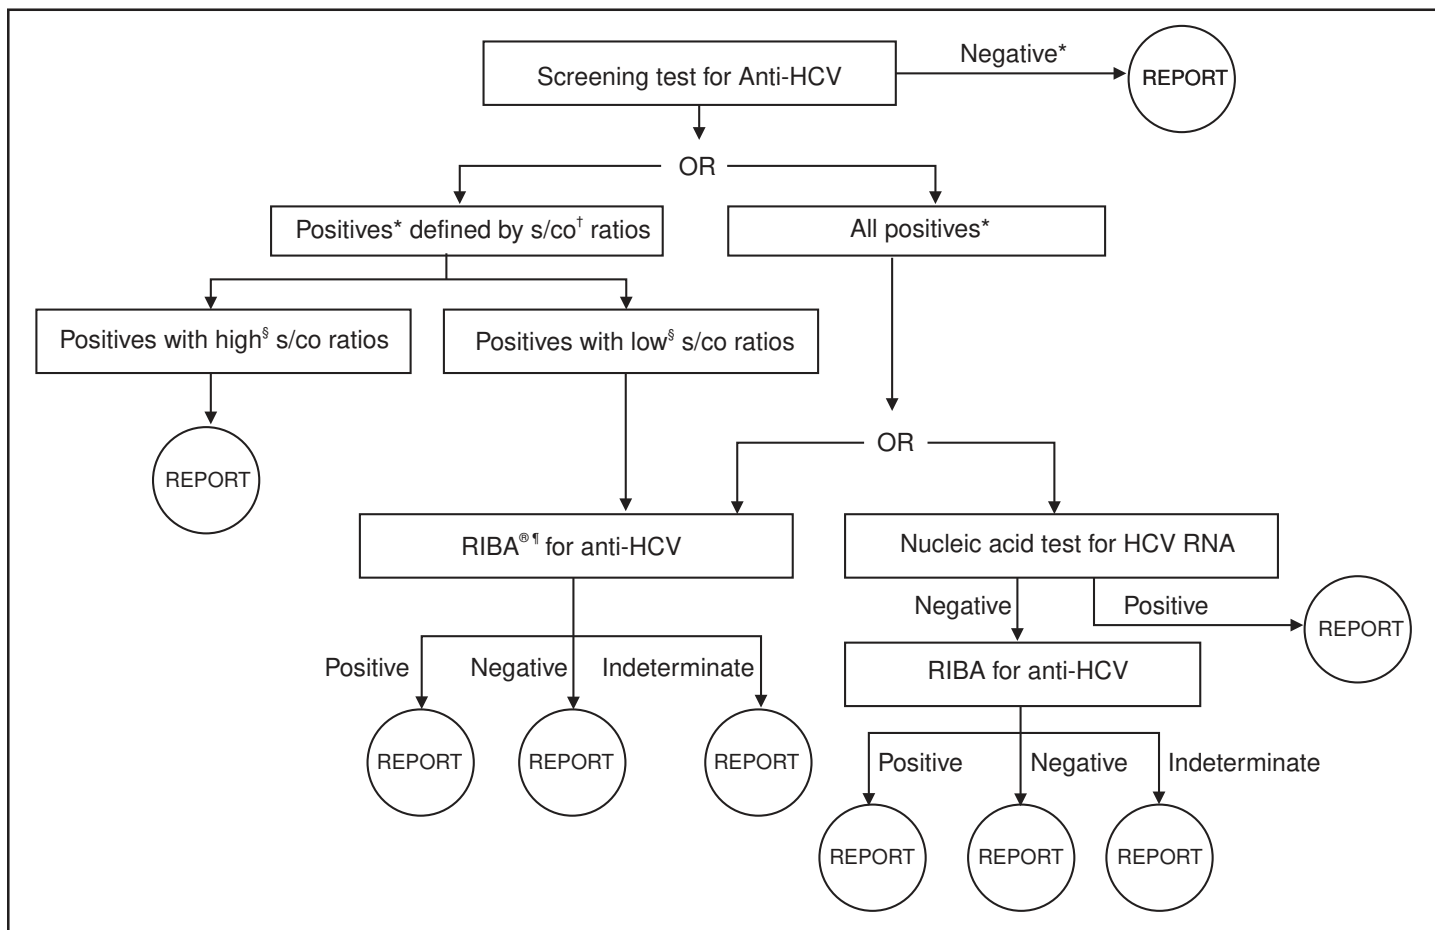 Negative*
Screening test for Anti-HCV
REPORT
OR
Positives* defined by s/co† ratios
All positives*
Positives with high§ s/co ratios
Positives with low§ s/co ratios
REPORT
OR
RIBA®¶ for anti-HCV
Nucleic acid test for HCV RNA
Negative
Positive
REPORT
Positive
Negative
Indeterminate
RIBA for anti-HCV
REPORT
REPORT
REPORT
Positive
Negative
Indeterminate
REPORT
REPORT
REPORT